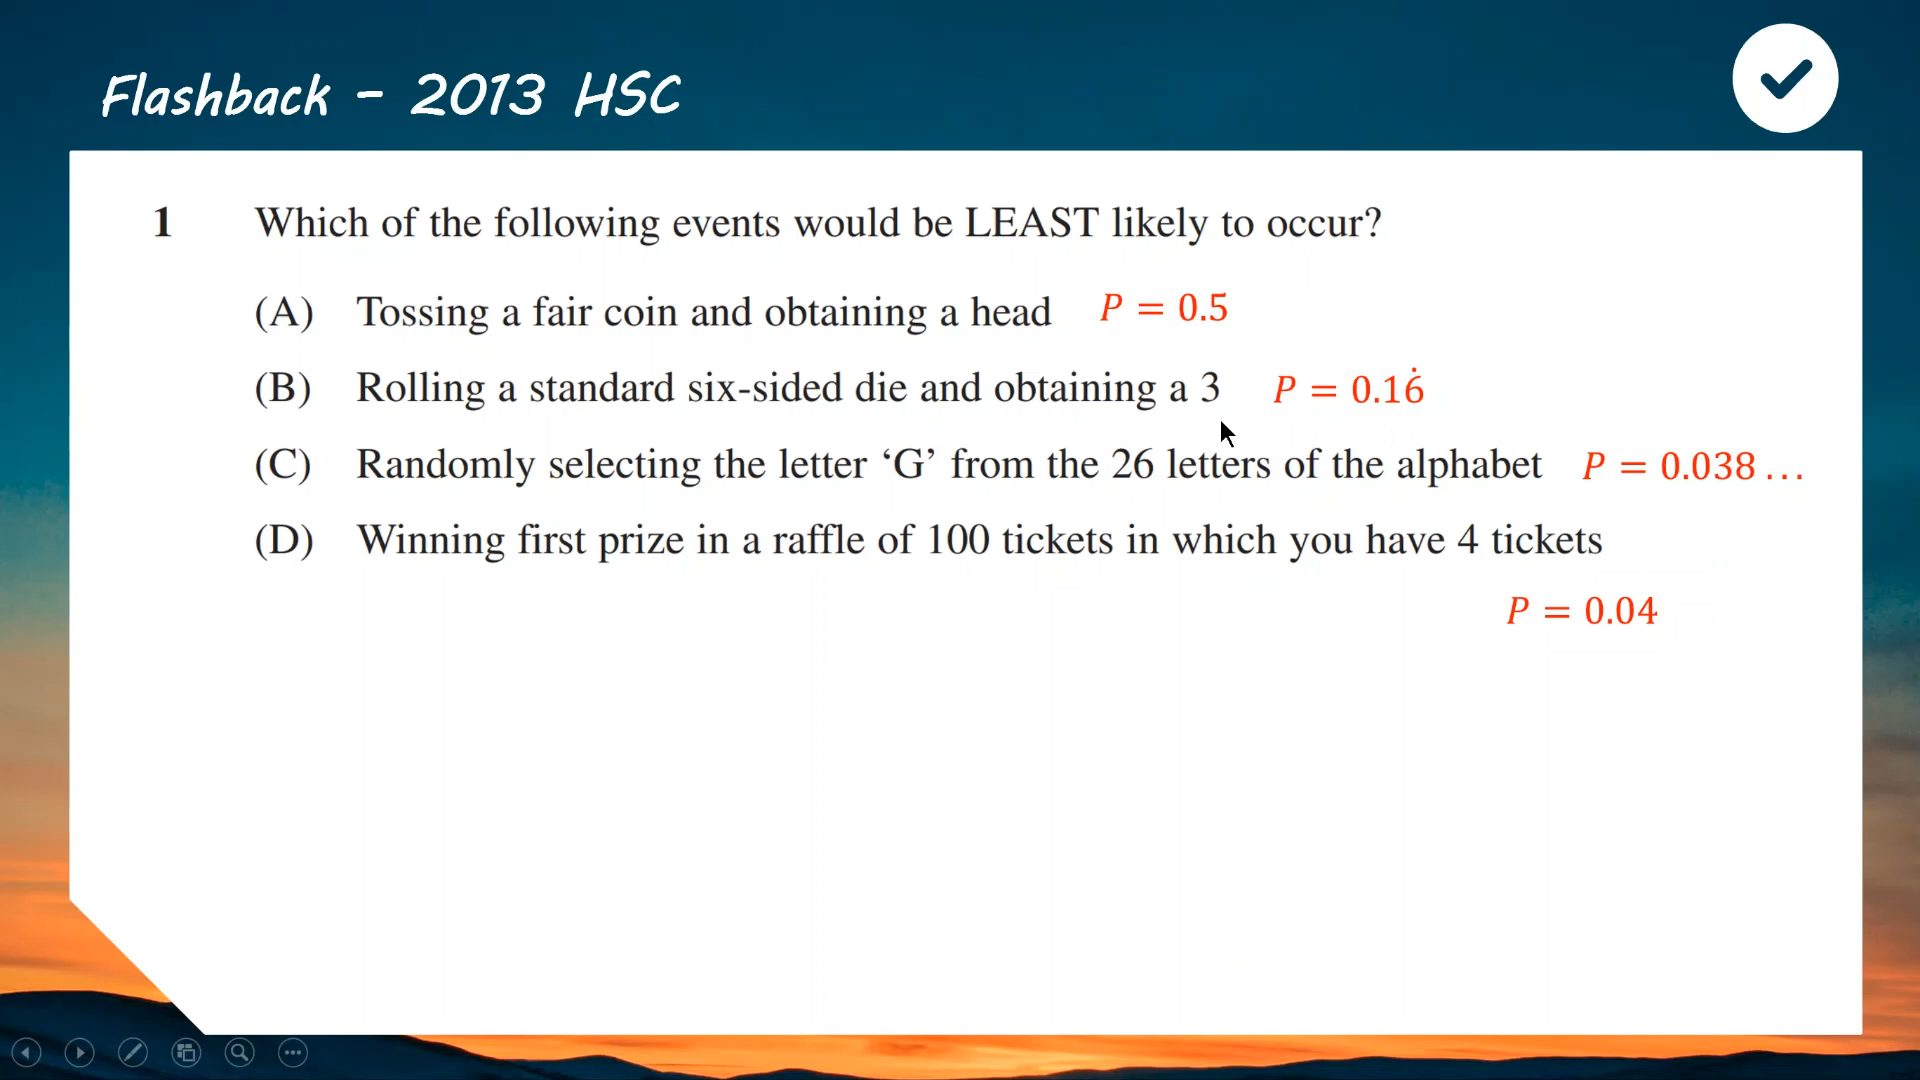 Flashback - 2013 HSC
1 Which of the following events would be LEAST likely to occur?
(A) Tossing a fair coin and obtaining a head P = 0.5
(B) Rolling a standard six-sided die and obtaining a 3 P = 0.16̇
(C) Randomly selecting the letter ‘G’ from the 26 letters of the alphabet P = 0.038 …
(D) Winning first prize in a raffle of 100 tickets in which you have 4 tickets
P = 0.04